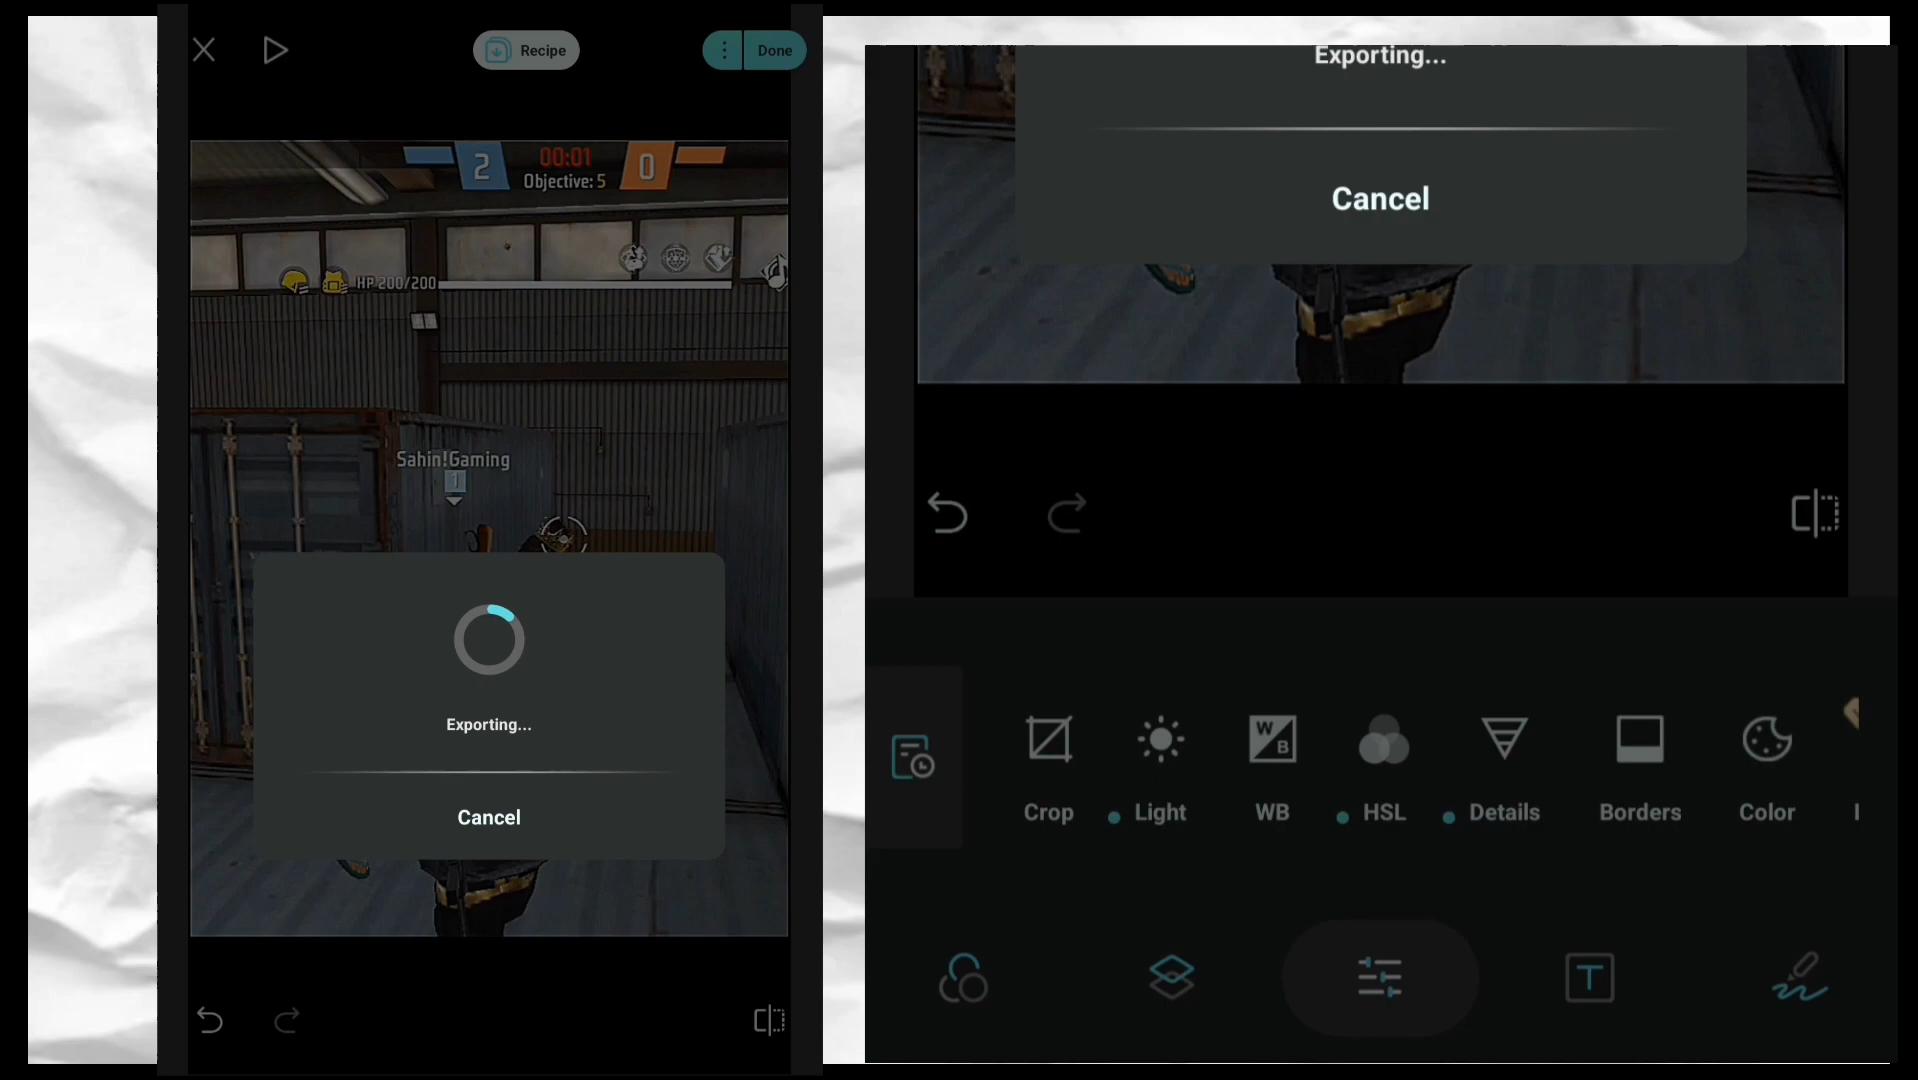 Recipe
Done
2
00:01
Objective: 5
0
HP 200/200
Sahin!Gaming
1
Exporting...
Cancel
Exporting...
Cancel
W
B
Crop
Light
WB
HSL
Details
Borders
Color
T